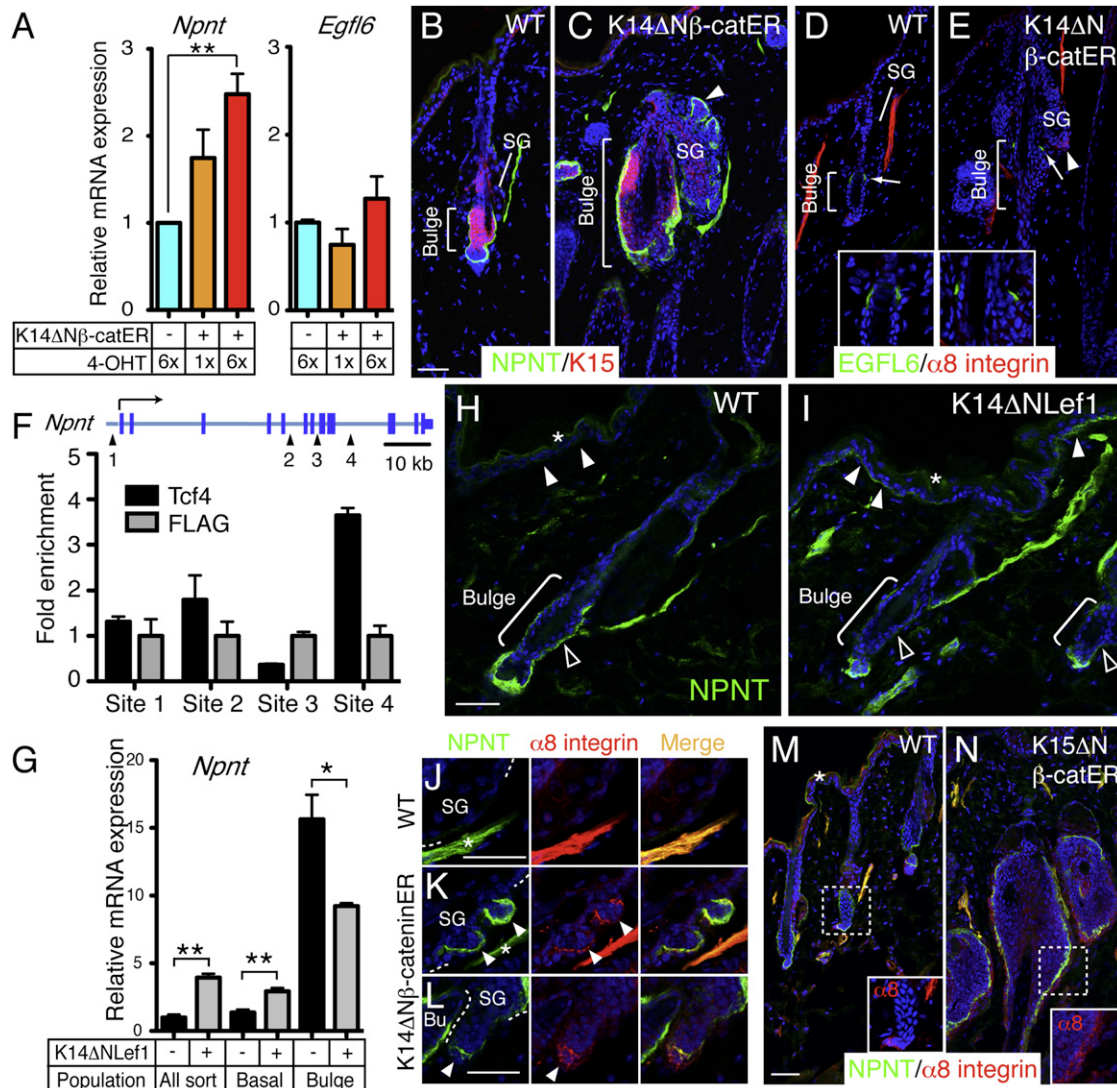 A
Npnt
Egfl6
**
Relative mRNA expression
3
2
1
0
3
2
1
0
K14ΔNβ-catER - + +
4-OHT 6x 1x 6x
- + +
6x 1x 6x
B WT
SG
Bulge
C K14ΔNβ-catER
SG
Bulge
NPNT/K15
D WT
SG
Bulge
E K14ΔN
β-catER
SG
Bulge
EGFL6/α8 integrin
F
Npnt
1 2 3 4
10 kb
Fold enrichment
5
4
3
2
1
0
Tcf4
FLAG
Site 1 Site 2 Site 3 Site 4
H WT
*
Bulge
NPNT
I K14ΔNLef1
*
Bulge
G
Npnt
Relative mRNA expression
20
15
10
5
0
** ** *
K14ΔNLef1 - + - + - +
Population All sort Basal Bulge
NPNT α8 integrin Merge
J
WT
SG
*
K14ΔNβ-cateninER
K
SG
*
L
SG
Bu
M WT
*
α8
N K15ΔN
β-catER
α8
NPNT/α8 integrin